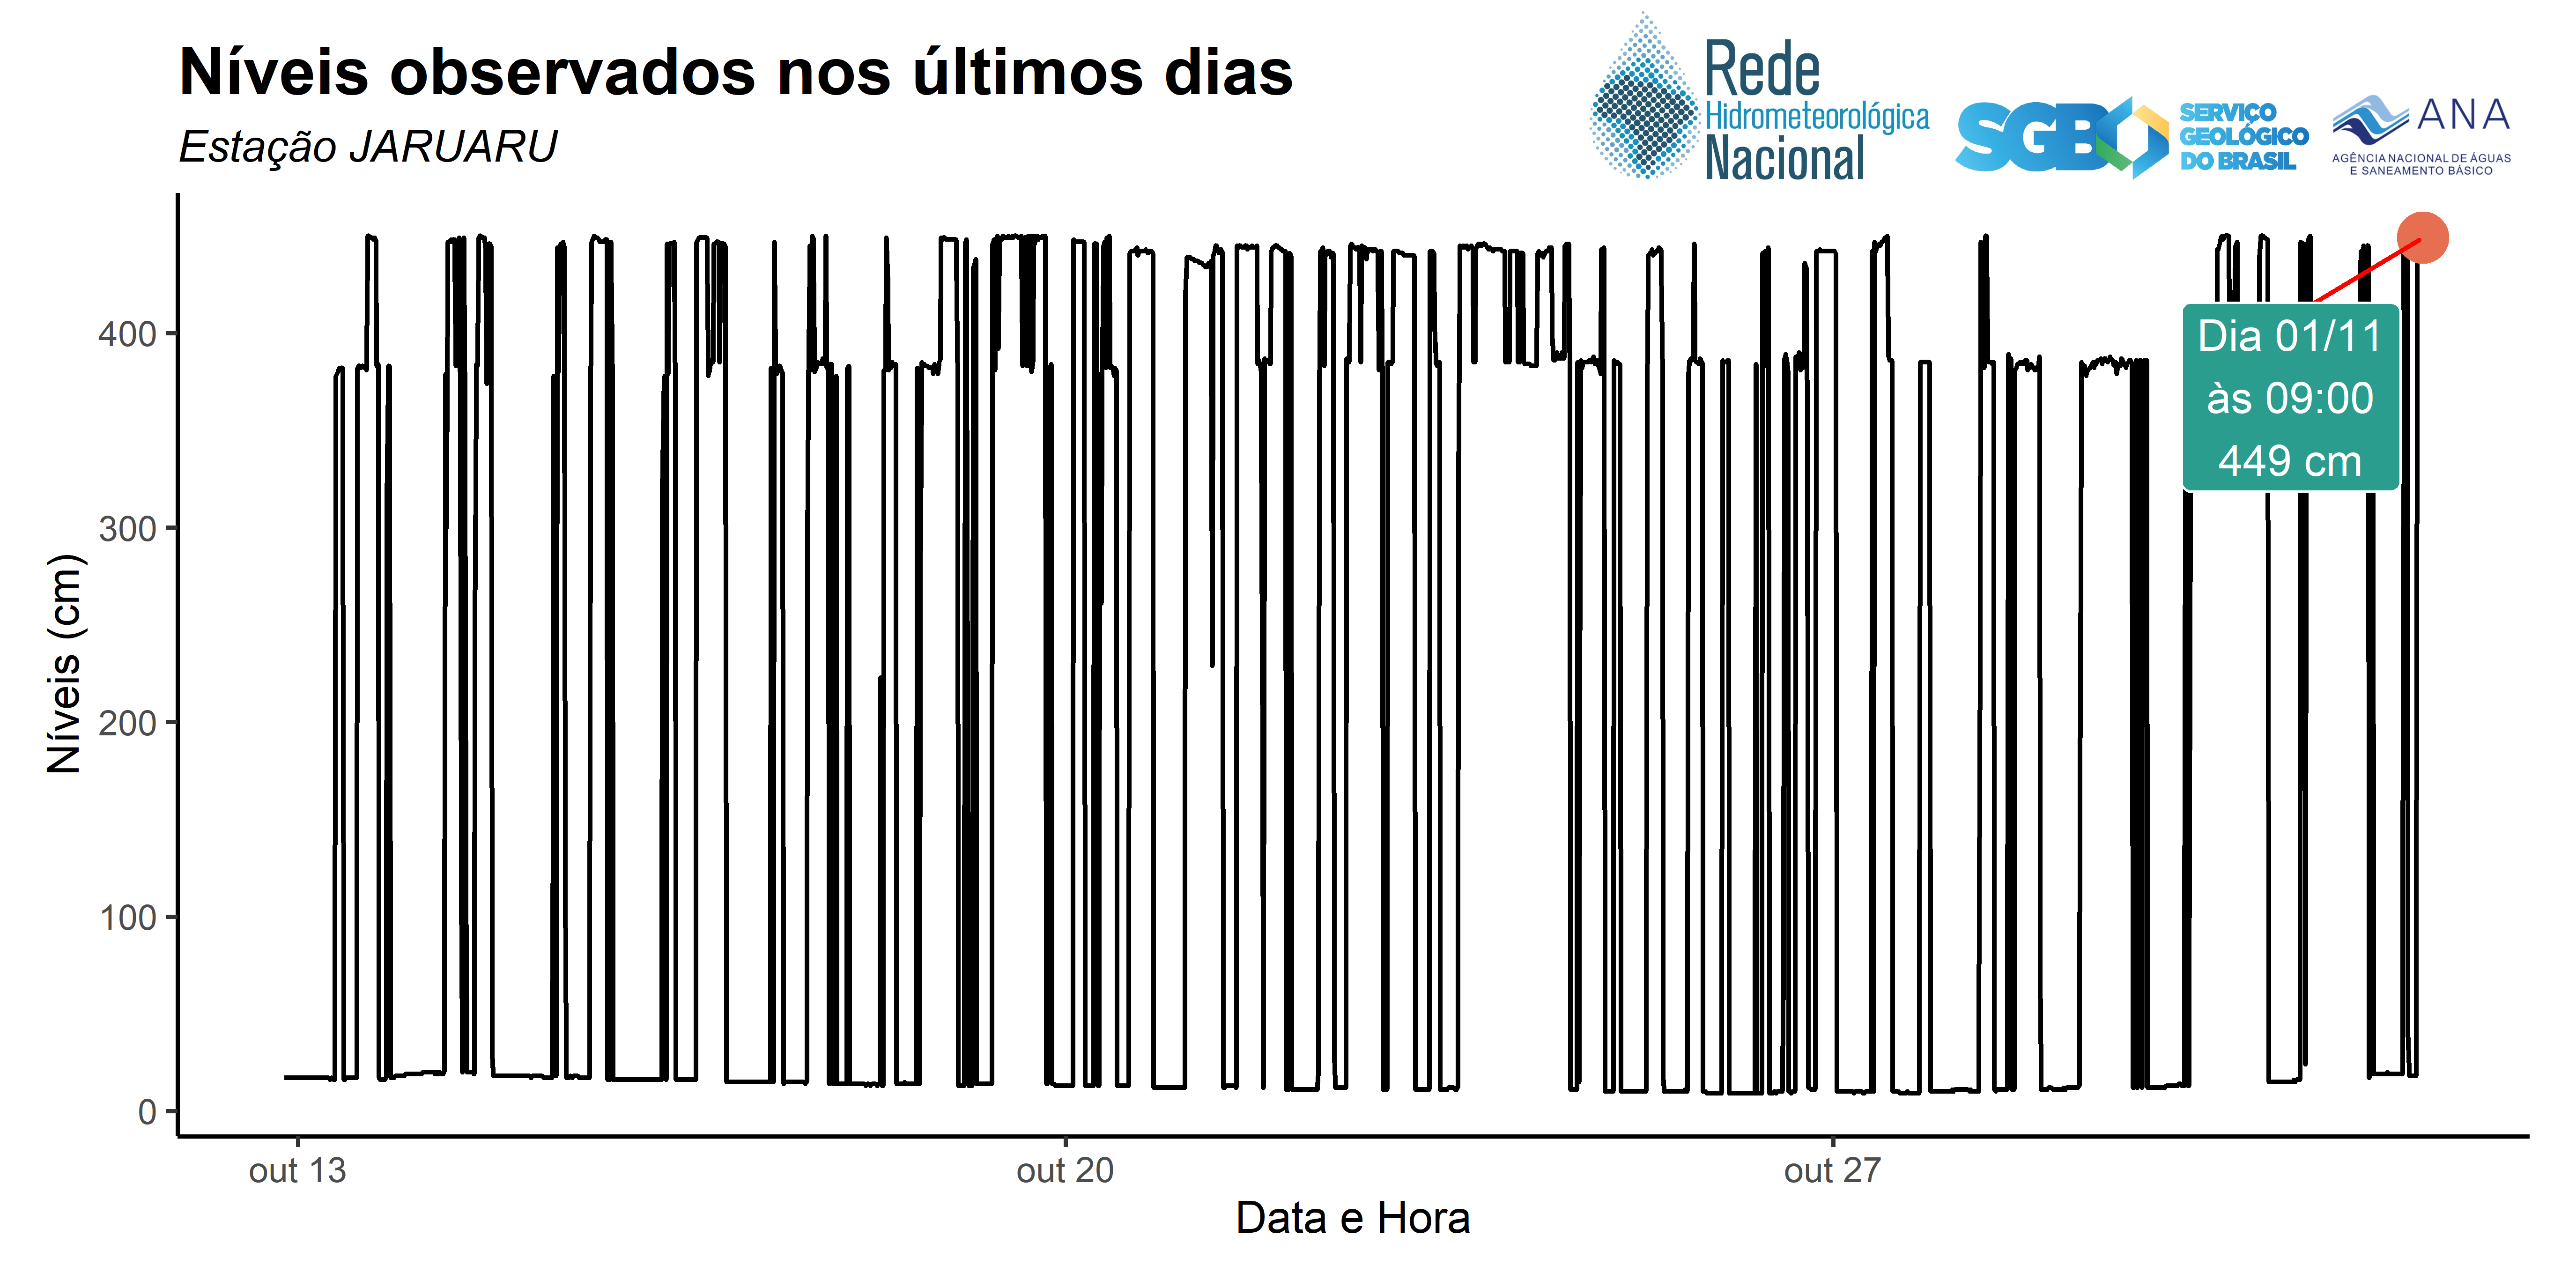 Níveis observados nos últimos dias
Estação JARUARU
Rede
Hidrometeorológica
Nacional
SGB
SERVIÇO
GEOLÓGICO
DO BRASIL
ANA
AGÊNCIA NACIONAL DE ÁGUAS
E SANEAMENTO BÁSICO
Níveis (cm)
400
300
200
100
0
Dia 01/11
às 09:00
449 cm
out 13
out 20
out 27
Data e Hora